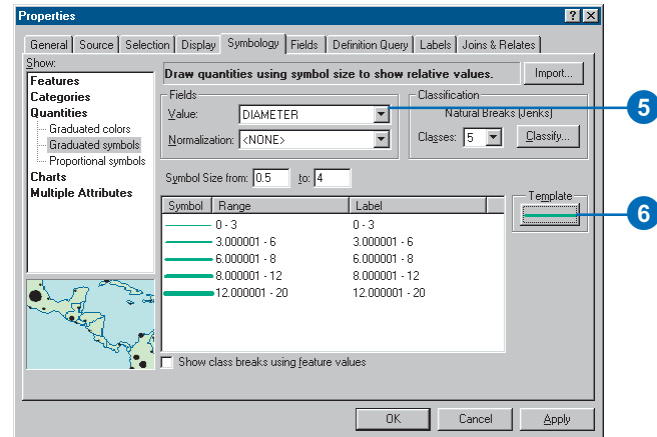 Properties
General Source Selection Display Symbology Fields Definition Query Labels Joins & Relates
Show:
Features
Categories
Quantities
Graduated colors
Graduated symbols
Proportional symbols
Charts
Multiple Attributes
Draw quantities using symbol size to show relative values.
Import...
Fields
Value: DIAMETER
Normalization: <NONE>
Classification
Natural Breaks (Jenks)
Classes: 5 Classify...
5
Symbol Size from: 0.5 to: 4
Symbol Range Label
0 - 3 0 - 3
3.000001 - 6 3.000001 - 6
6.000001 - 8 6.000001 - 8
8.000001 - 12 8.000001 - 12
12.000001 - 20 12.000001 - 20
Template
6
Show class breaks using feature values
OK Cancel Apply